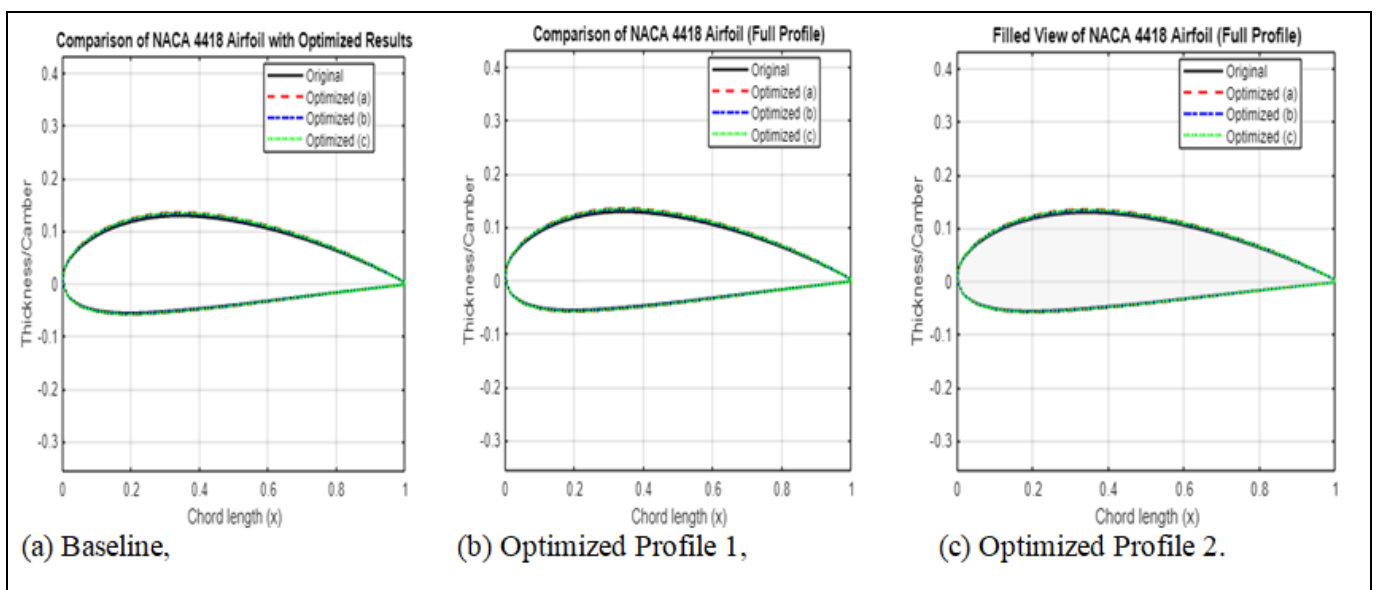 Comparison of NACA 4418 Airfoil with Optimized Results
0.4
0.3
0.2
0.1
0
-0.1
-0.2
-0.3
Thickness/Camber
Original
Optimized (a)
Optimized (b)
Optimized (c)
0 0.2 0.4 0.6 0.8 1
Chord length (x)
(a) Baseline,
Comparison of NACA 4418 Airfoil (Full Profile)
0.4
0.3
0.2
0.1
0
-0.1
-0.2
-0.3
Thickness/Camber
Original
Optimized (a)
Optimized (b)
Optimized (c)
0 0.2 0.4 0.6 0.8 1
Chord length (x)
(b) Optimized Profile 1,
Filled View of NACA 4418 Airfoil (Full Profile)
0.4
0.3
0.2
0.1
0
-0.1
-0.2
-0.3
Thickness/Camber
Original
Optimized (a)
Optimized (b)
Optimized (c)
0 0.2 0.4 0.6 0.8 1
Chord length (x)
(c) Optimized Profile 2.